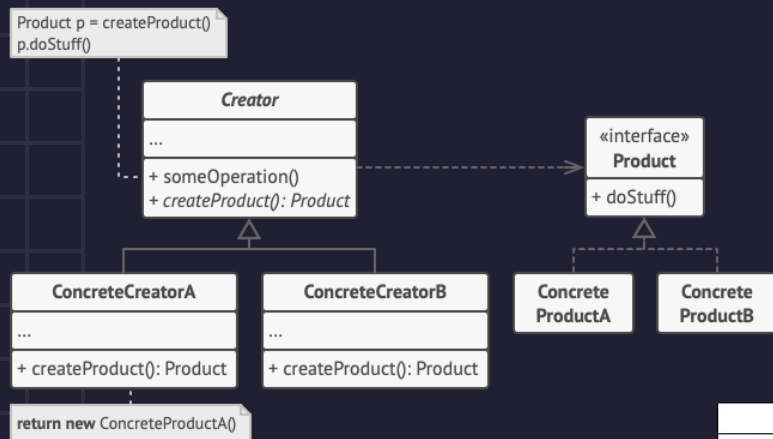 Product p = createProduct()
p.doStuff()
Creator
...
+ someOperation()
+ createProduct(): Product
«interface»
Product
+ doStuff()
ConcreteCreatorA
...
+ createProduct(): Product
ConcreteCreatorB
...
+ createProduct(): Product
Concrete
ProductA
Concrete
ProductB
return new ConcreteProductA()